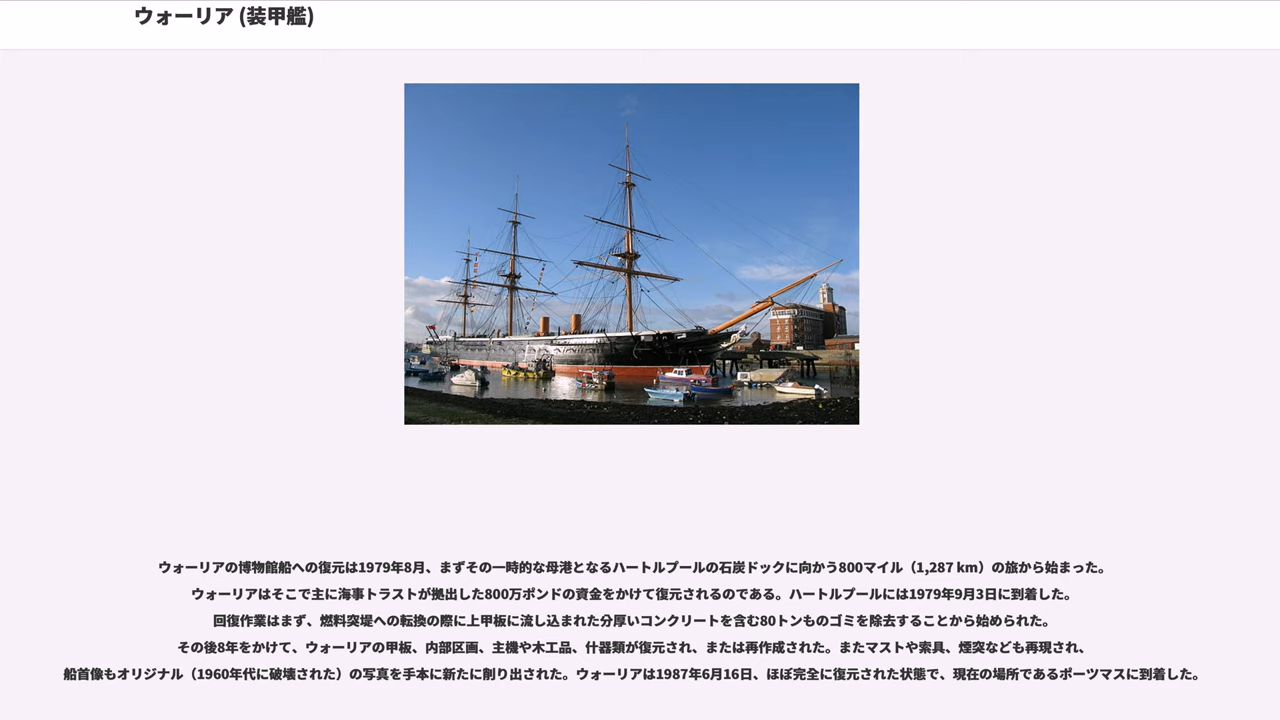 ウォーリア (装甲艦)
ウォーリアの博物館船への復元は1979年8月、まずその一時的な母港となるハートルプールの石炭ドックに向かう800マイル（1,287 km）の旅から始まった。
ウォーリアはそこで主に海事トラストが拠出した800万ポンドの資金をかけて復元されるのである。ハートルプールには1979年9月3日に到着した。
回復作業はまず、燃料突堤への転換の際に上甲板に流し込まれた分厚いコンクリートを含む80トンものゴミを除去することから始められた。
その後8年をかけて、ウォーリアの甲板、内部区画、主機や木工品、什器類が復元され、または再作成された。またマストや索具、煙突なども再現され、
船首像もオリジナル（1960年代に破壊された）の写真を手本に新たに削り出された。ウォーリアは1987年6月16日、ほぼ完全に復元された状態で、現在の場所であるポーツマスに到着した。